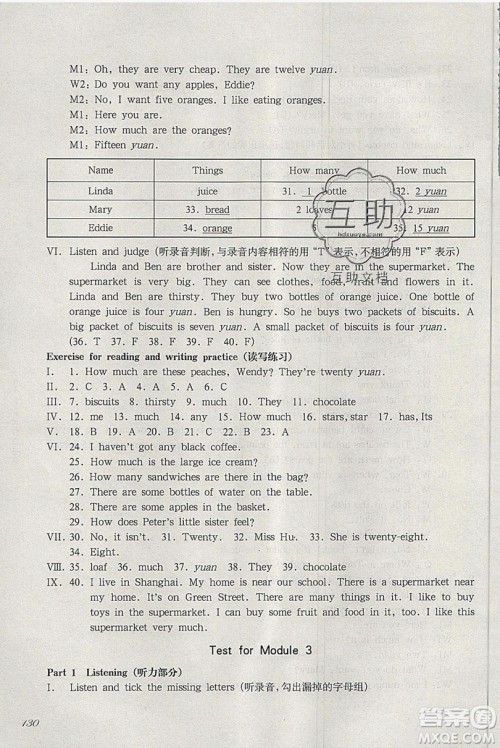 M1: Oh, they are very cheap. They are twelve yuan.
W2: Do you want any apples, Eddie?
M2: No, I want five oranges. I like eating oranges.
M1: Here you are.
M2: How much are the oranges?
M1: Fifteen yuan.
Name Things How many How much
Linda juice 31. 1 bottle 32. 2 yuan
Mary 33. bread 2 loaves yuan
Eddie 34. orange 35. 15 yuan
VI. Listen and judge (听录音判断,与录音内容相符的用"T"表示,不相符的用"F"表示)
Linda and Ben are brother and sister. Now they are in the supermarket. The
supermarket is very big. They can see clothes, food, fruit and flowers in it.
Linda and Ben are thirsty. They buy two bottles of orange juice. One bottle of
orange juice is four yuan. Ben is hungry. So he buys two packets of biscuits. A
big packet of biscuits is seven yuan. A small packet of biscuits is four yuan.
(36. T 37. F 38. F 39. T 40. F)
Exercise for reading and writing practice (读写练习)
I. 1. How much are these peaches, Wendy? They're twenty yuan.
II. 2. C 3. A 4. B 5. C 6. A
III. 7. biscuits 8. thirsty 9. much 10. They 11. chocolate
IV. 12. me 13. much 14. to 15. has 16. starts 17. has, Its
V. 18. B 19. A 20. B 21. C 22. B 23. A
VI. 24. I haven't got any black coffee.
25. How much is the large ice cream?
26. How many sandwiches are there in the bag?
27. There are some bottles of water on the desk.
28. There are some apples in the basket.
29. How does Peter's little sister feel?
VII. 30. No, it isn't. 31. Twenty. 32. Miss Hu. 33. She is twenty-eight.
34. Eight.
VIII. 35. loaf 36. much 37. yuan 38. They 39. chocolate
IX. 40. I live in Shanghai. My home is near our school. There is a supermarket near
my home. It's on Green Street. There are many things in it. I like to buy
toys in it. I can buy some fruit and food in it, too. I like this
supermarket very much.
Test for Module 3
Part 1 Listening (听力部分)
I. Listen and tick the missing letters (听录音,勾出漏掉的字母组)
130
互助
互助文档
答案圈
MXQE.COM